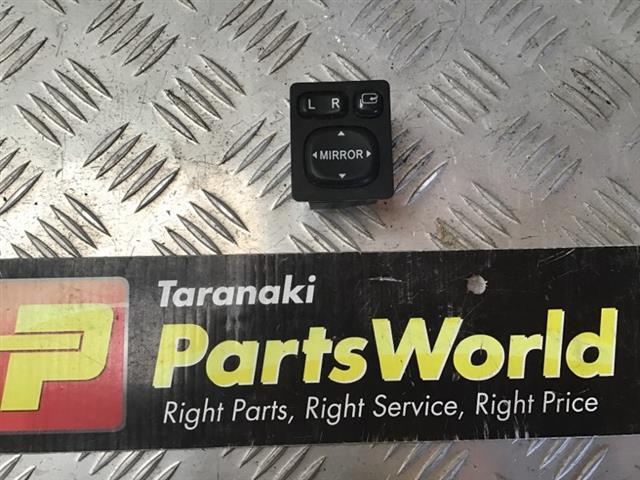 L R
MIRROR
Taranaki
PartsWorld
Right Parts, Right Service, Right Price